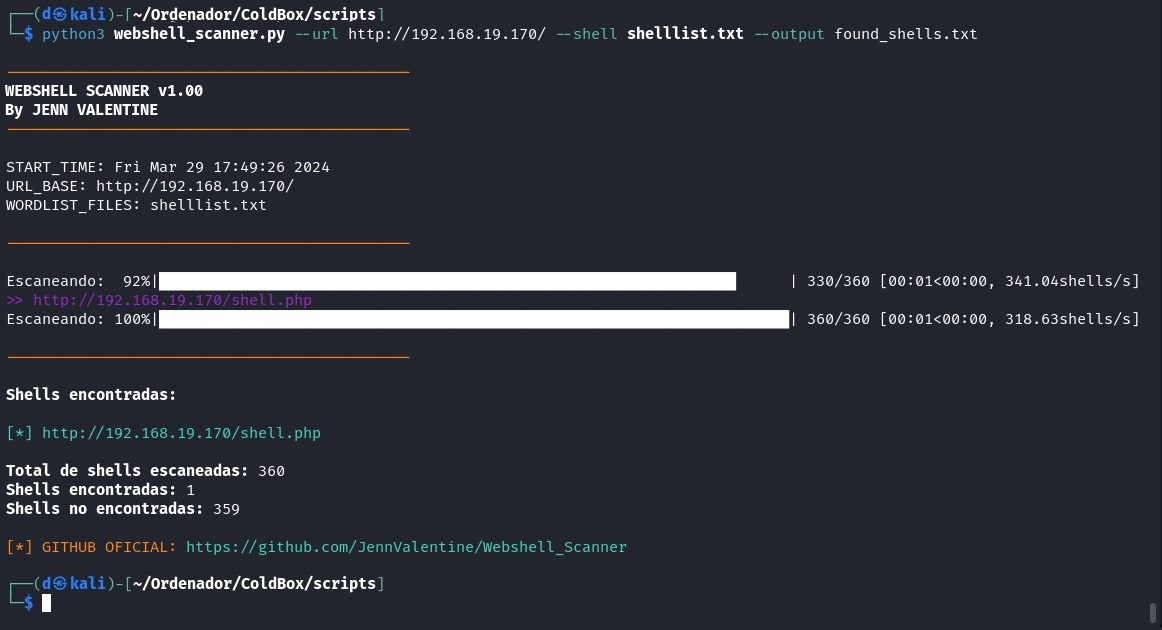 ┌──(d㉿kali)-[~/Ordenador/ColdBox/scripts]
└─$ python3 webshell_scanner.py --url http://192.168.19.170/ --shell shelllist.txt --output found_shells.txt
WEBSHELL SCANNER v1.00
By JENN VALENTINE
START_TIME: Fri Mar 29 17:49:26 2024
URL_BASE: http://192.168.19.170/
WORDLIST_FILES: shelllist.txt
Escaneando:  92%| | 330/360 [00:01<00:00, 341.04shells/s]
>> http://192.168.19.170/shell.php
Escaneando: 100%| | 360/360 [00:01<00:00, 318.63shells/s]
Shells encontradas:
[*] http://192.168.19.170/shell.php
Total de shells escaneadas: 360
Shells encontradas: 1
Shells no encontradas: 359
[*] GITHUB OFICIAL: https://github.com/JennValentine/Webshell_Scanner
┌──(d㉿kali)-[~/Ordenador/ColdBox/scripts]
└─$